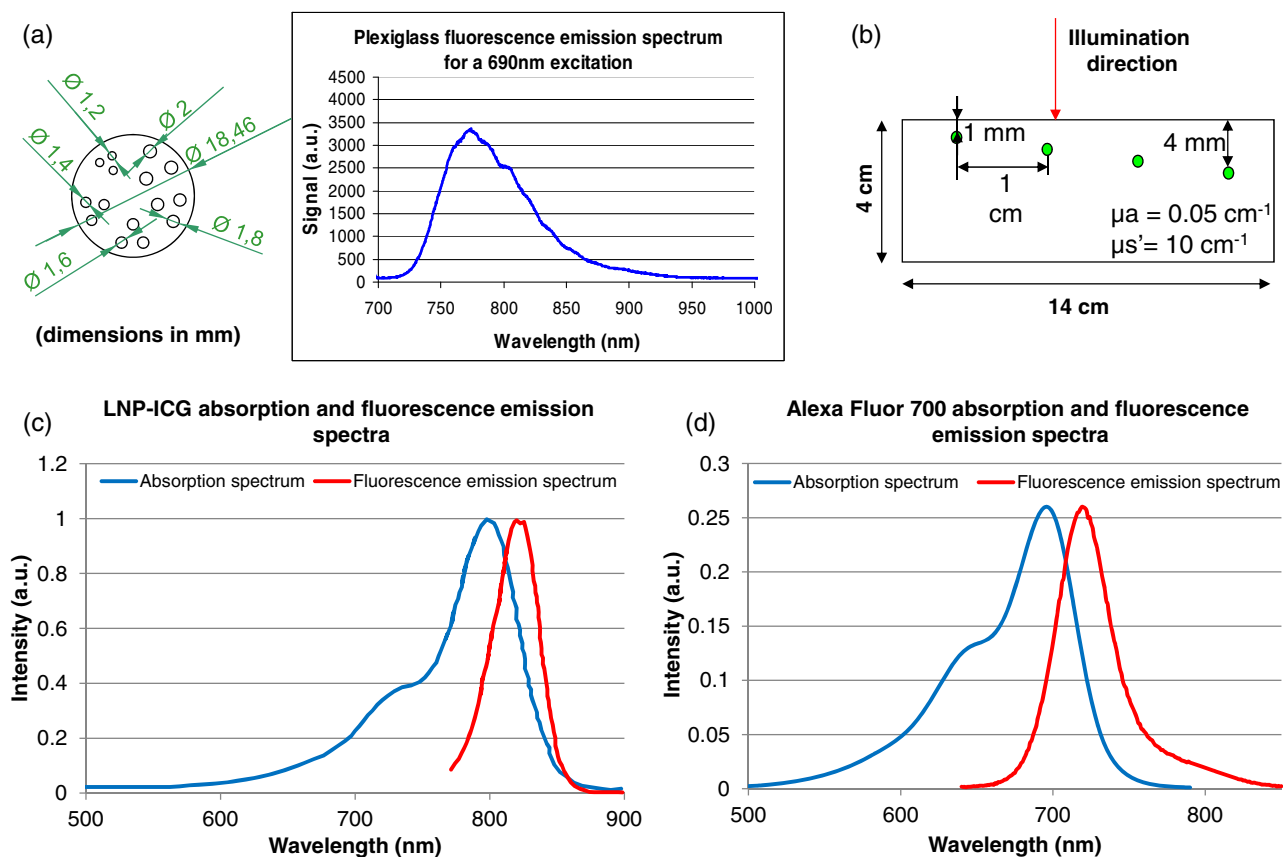 (a)
Ø 1,2
Ø 2
Ø 18,46
Ø 1,4
Ø 1,8
Ø 1,6
(dimensions in mm)
Plexiglass fluorescence emission spectrum
for a 690nm excitation
Signal (a.u.)
4500
4000
3500
3000
2500
2000
1500
1000
500
0
700 750 800 850 900 950 1000
Wavelength (nm)
(b)
Illumination
direction
1 mm
4 mm
4 cm
1
cm
µa = 0.05 cm⁻¹
µs'= 10 cm⁻¹
14 cm
(c)
LNP-ICG absorption and fluorescence emission
spectra
Absorption spectrum Fluorescence emission spectrum
Intensity (a.u.)
1.2
1
0.8
0.6
0.4
0.2
0
500 600 700 800 900
Wavelength (nm)
(d)
Alexa Fluor 700 absorption and fluorescence
emission spectra
Absorption spectrum Fluorescence emission spectrum
Intensity (a.u.)
0.3
0.25
0.2
0.15
0.1
0.05
0
500 600 700 800
Wavelength (nm)